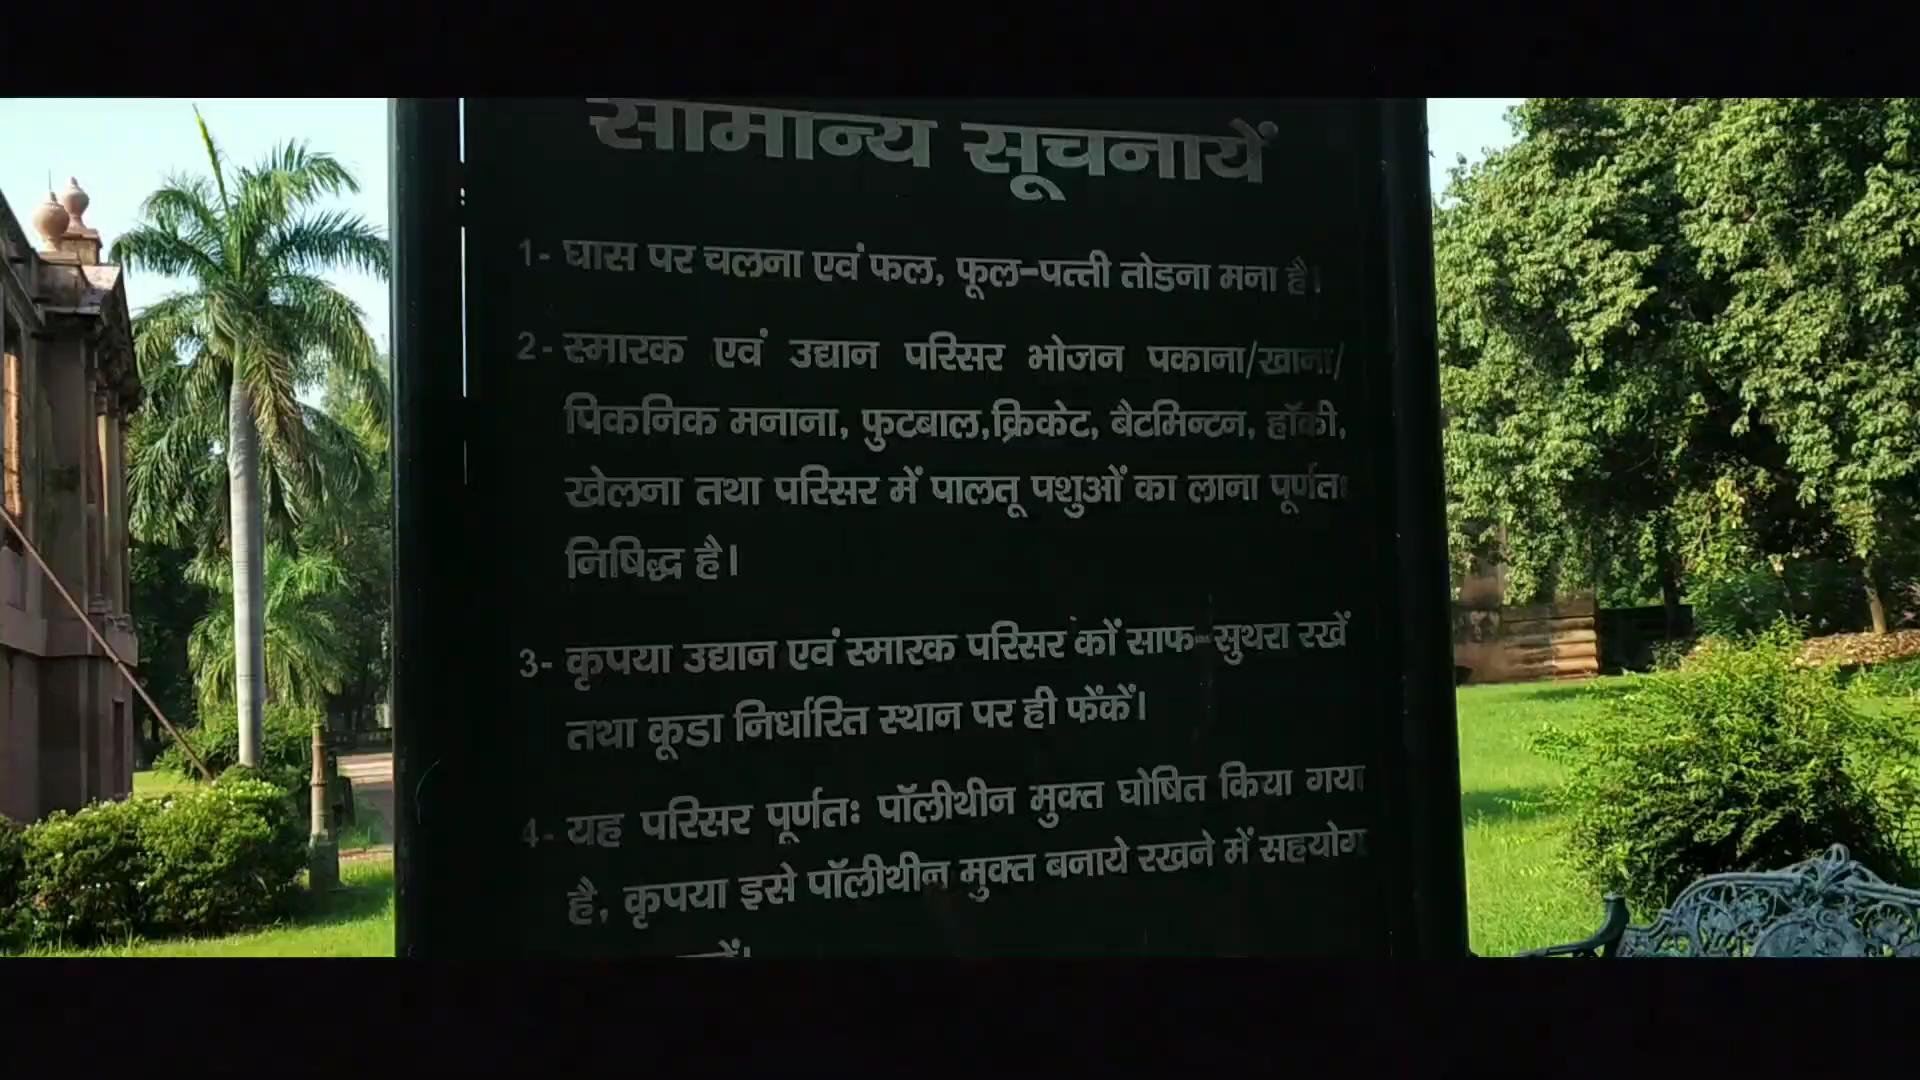 सामान्य सूचनायें
1- घास पर चलना एवं फल, फूल-पत्ती तोडना मना है।
2- स्मारक एवं उद्यान परिसर भोजन पकाना/खाना/
पिकनिक मनाना, फुटबाल,क्रिकेट, बैटमिन्टन, हॉकी,
खेलना तथा परिसर में पालतू पशुओं का लाना पूर्णतः
निषिद्ध है।
3- कृपया उद्यान एवं स्मारक परिसर कों साफ-सुथरा रखें
तथा कूडा निर्धारित स्थान पर ही फेंकें।
4- यह परिसर पूर्णतः पॉलीथीन मुक्त घोषित किया गया
है, कृपया इसे पॉलीथीन मुक्त बनाये रखने में सहयोग